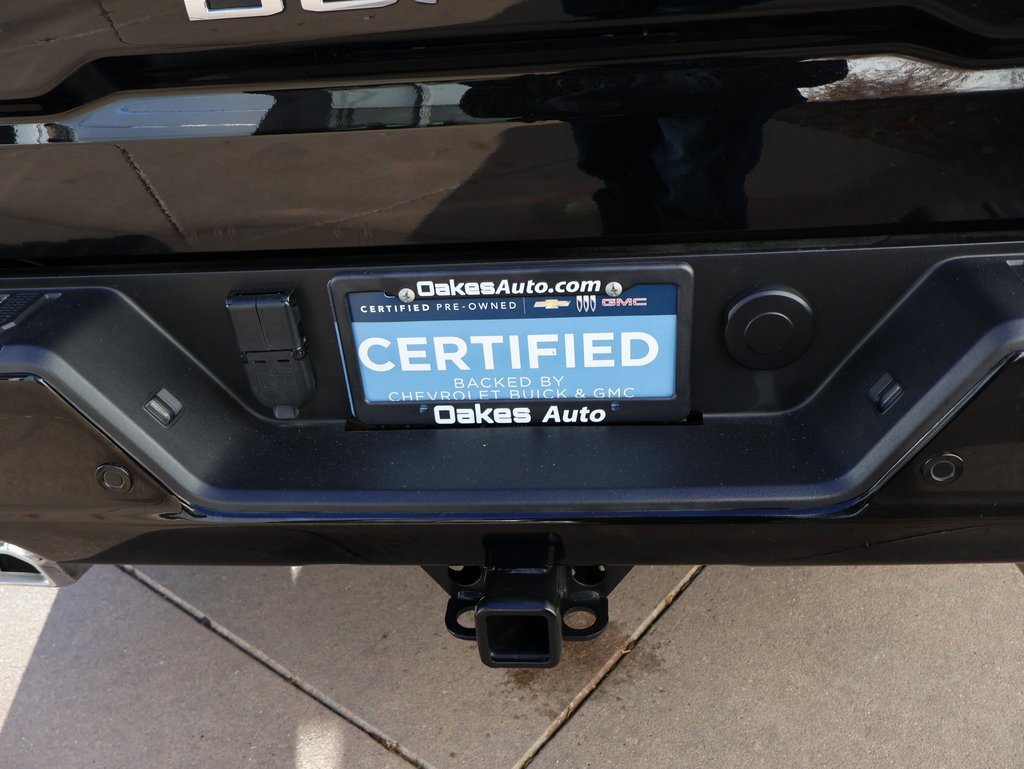 OakesAuto.com
CERTIFIED PRE-OWNED GMC
CERTIFIED
BACKED BY
CHEVROLET BUICK & GMC
Oakes Auto